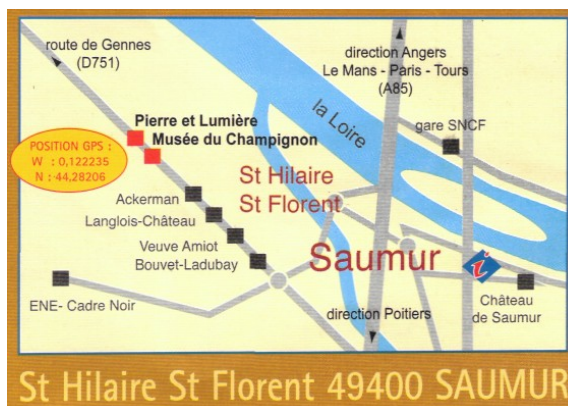 route de Gennes
(D751)
direction Angers
Le Mans - Paris - Tours
(A85)
la Loire
gare SNCF
Pierre et Lumière
Musée du Champignon
POSITION GPS :
W : 0,122235
N : 44,28206
St Hilaire
St Florent
Ackerman
Langlois-Château
Veuve Amiot
Bouvet-Ladubay
Saumur
i
ENE- Cadre Noir
direction Poitiers
Château
de Saumur
St Hilaire St Florent 49400 SAUMUR